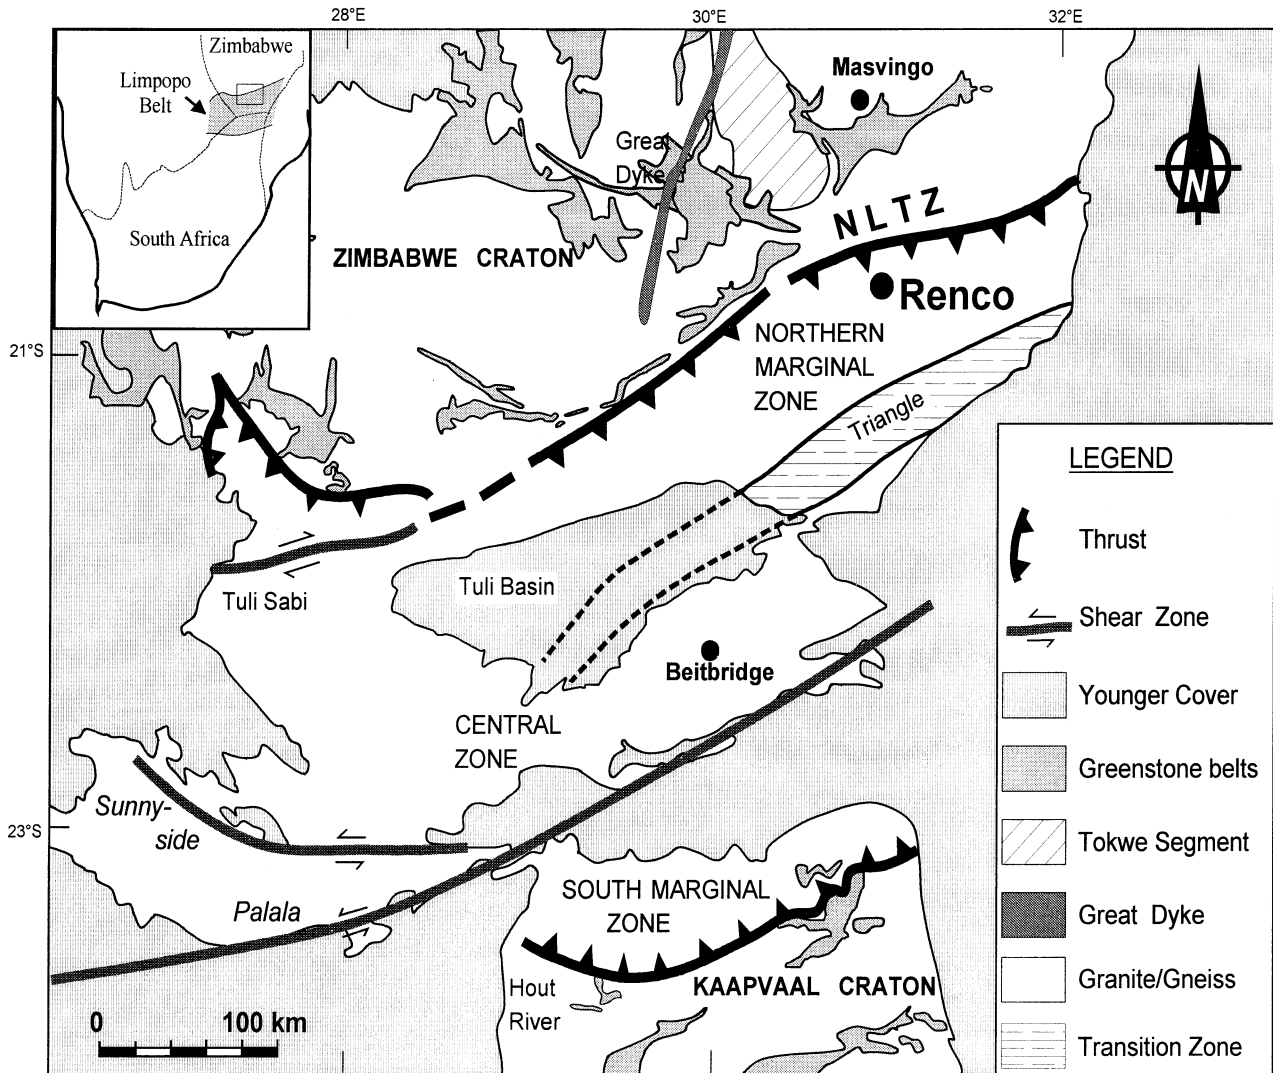 28°E
30°E
32°E
Zimbabwe
Limpopo
Belt
South Africa
Masvingo
Great
Dyke
N
NLTZ
ZIMBABWE CRATON
Renco
21°S
NORTHERN
MARGINAL
ZONE
Triangle
Tuli Basin
Tuli Sabi
Beitbridge
CENTRAL
ZONE
Sunny-
side
23°S
Palala
SOUTH MARGINAL
ZONE
Hout
River
KAAPVAAL CRATON
0
100 km
LEGEND
Thrust
Shear Zone
Younger Cover
Greenstone belts
Tokwe Segment
Great Dyke
Granite/Gneiss
Transition Zone